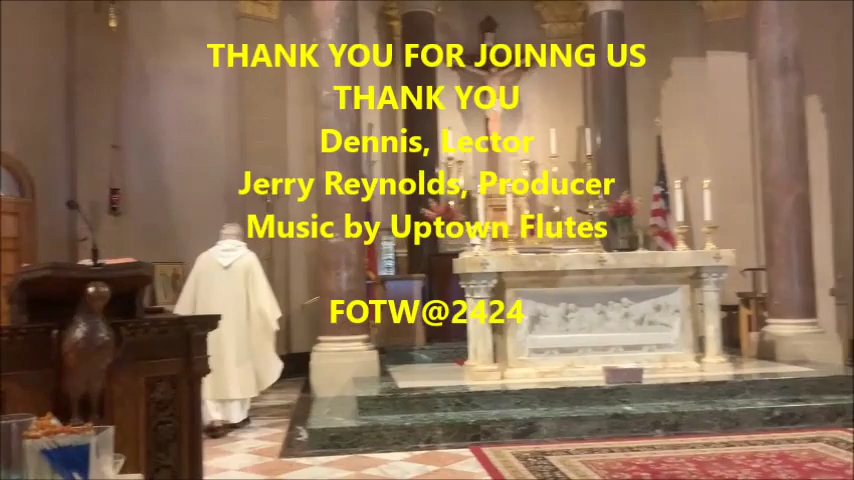 THANK YOU FOR JOINNG US
THANK YOU
Dennis, Lector
Jerry Reynolds, Producer
Music by Uptown Flutes
FOTW@2424